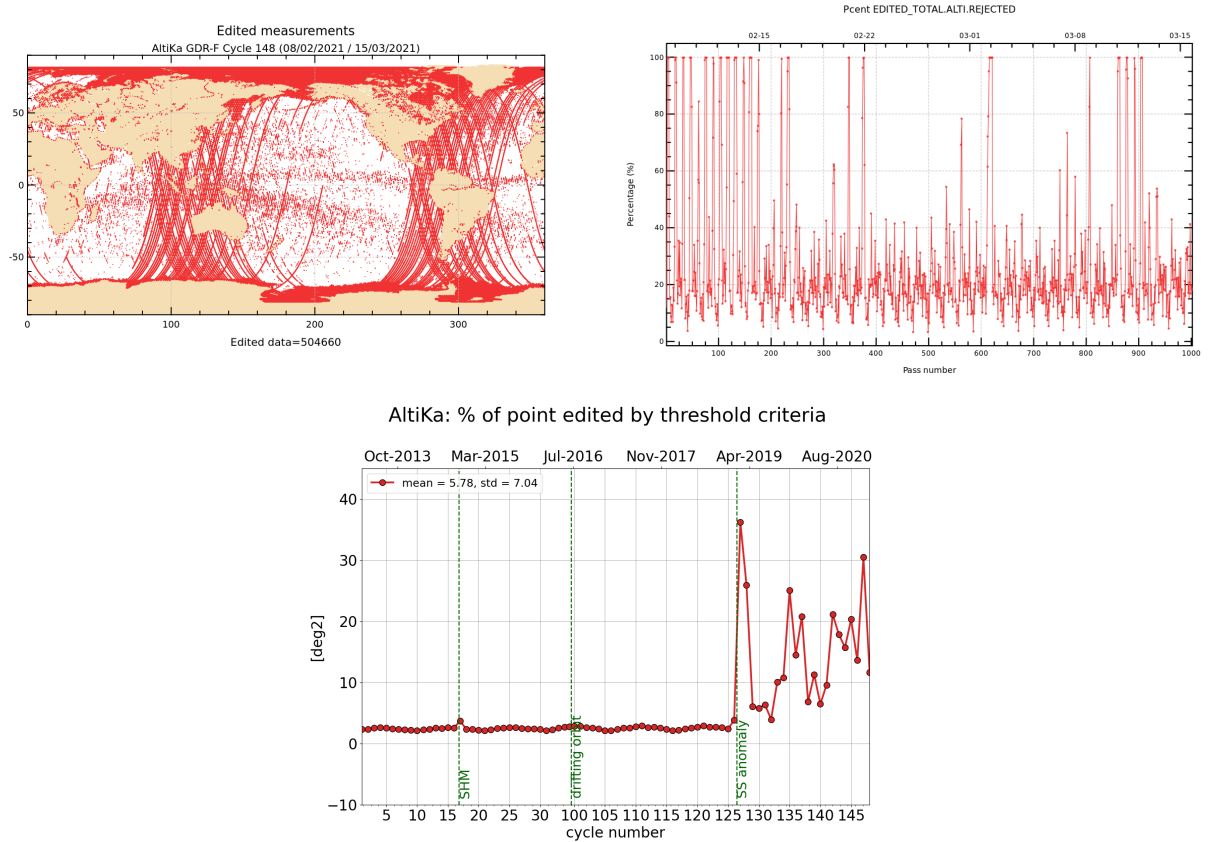 Edited measurements
AltiKa GDR-F Cycle 148 (08/02/2021 / 15/03/2021)
50
0
-50
0 100 200 300
Edited data=504660
Pcent EDITED_TOTAL.ALTI.REJECTED
02-15 02-22 03-01 03-08 03-15
100
80
60
40
20
0
Percentage (%)
100 200 300 400 500 600 700 800 900 1000
Pass number
AltiKa: % of point edited by threshold criteria
Oct-2013 Mar-2015 Jul-2016 Nov-2017 Apr-2019 Aug-2020
mean = 5.78, std = 7.04
40
30
20
10
0
-10
[deg2]
SHM
drifting orbit
SS anomaly
5 10 15 20 25 30 100 105 110 115 120 125 130 135 140 145
cycle number